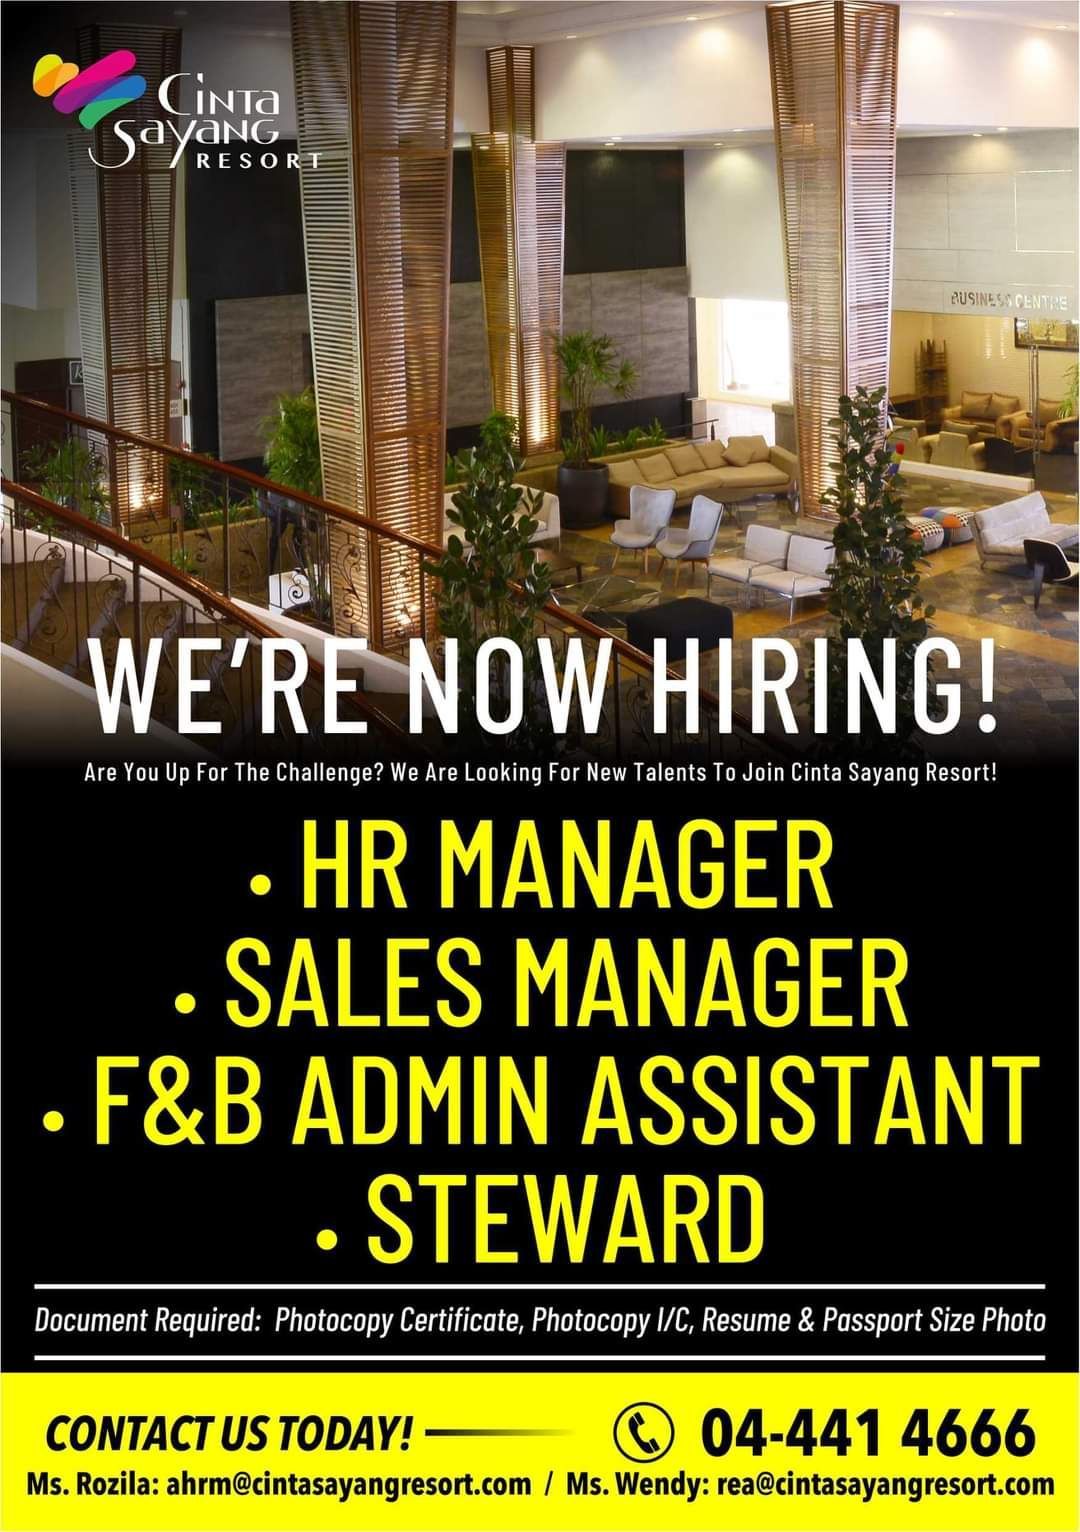 Cinta
Sayang
RESORT
BUSINESS CENTRE
WE'RE NOW HIRING!
Are You Up For The Challenge? We Are Looking For New Talents To Join Cinta Sayang Resort!
• HR MANAGER
• SALES MANAGER
• F&B ADMIN ASSISTANT
• STEWARD
Document Required: Photocopy Certificate, Photocopy I/C, Resume & Passport Size Photo
CONTACT US TODAY! 04-441 4666
Ms. Rozila: ahrm@cintasayangresort.com / Ms. Wendy: rea@cintasayangresort.com